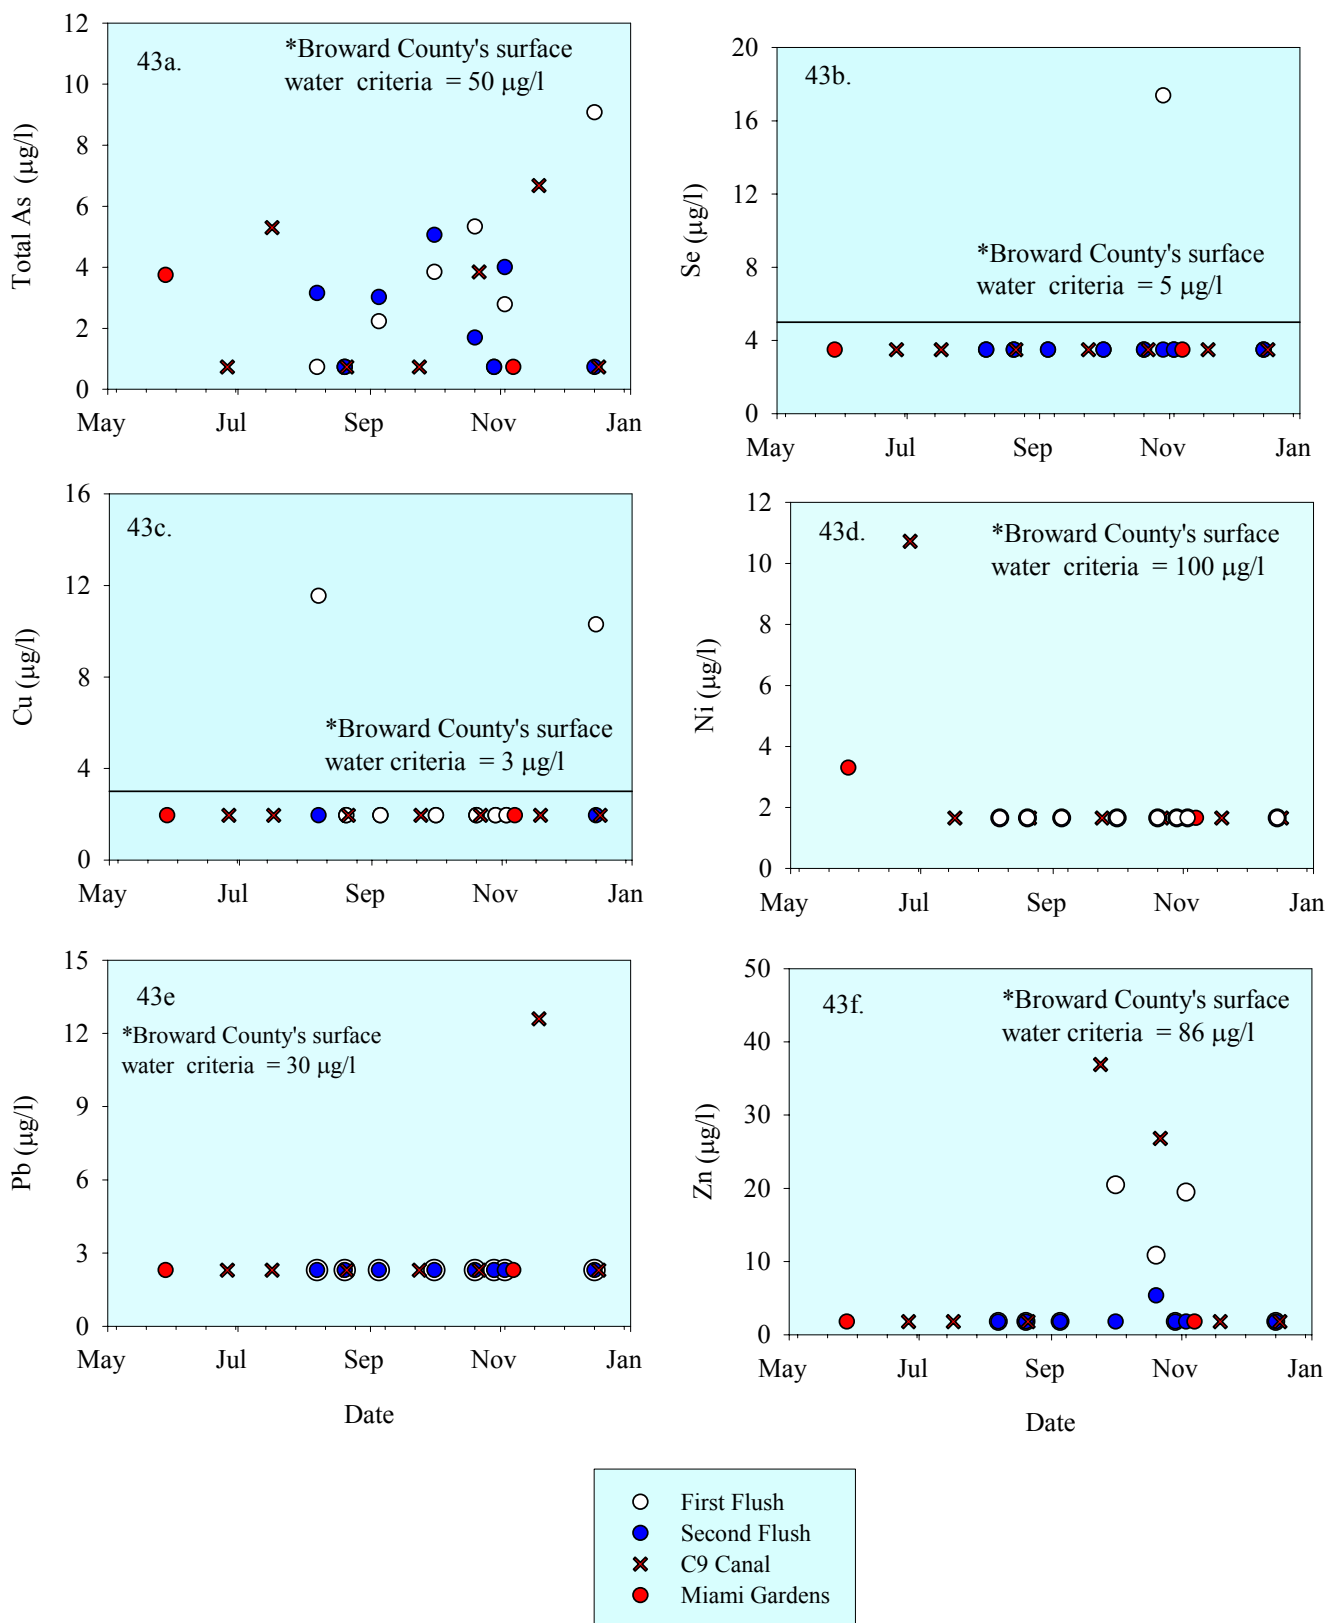 43a.
*Broward County's surface
water criteria = 50 µg/l
Total As (µg/l)
12
10
8
6
4
2
0
May Jul Sep Nov Jan
43b.
*Broward County's surface
water criteria = 5 µg/l
Se (µg/l)
20
16
12
8
4
0
May Jul Sep Nov Jan
43c.
*Broward County's surface
water criteria = 3 µg/l
Cu (µg/l)
16
12
8
4
0
May Jul Sep Nov Jan
43d.
*Broward County's surface
water criteria = 100 µg/l
Ni (µg/l)
12
10
8
6
4
2
0
May Jul Sep Nov Jan
43e
*Broward County's surface
water criteria = 30 µg/l
Pb (µg/l)
15
12
9
6
3
0
May Jul Sep Nov Jan
Date
43f.
*Broward County's surface
water criteria = 86 µg/l
Zn (µg/l)
50
40
30
20
10
0
May Jul Sep Nov Jan
Date
First Flush
Second Flush
C9 Canal
Miami Gardens